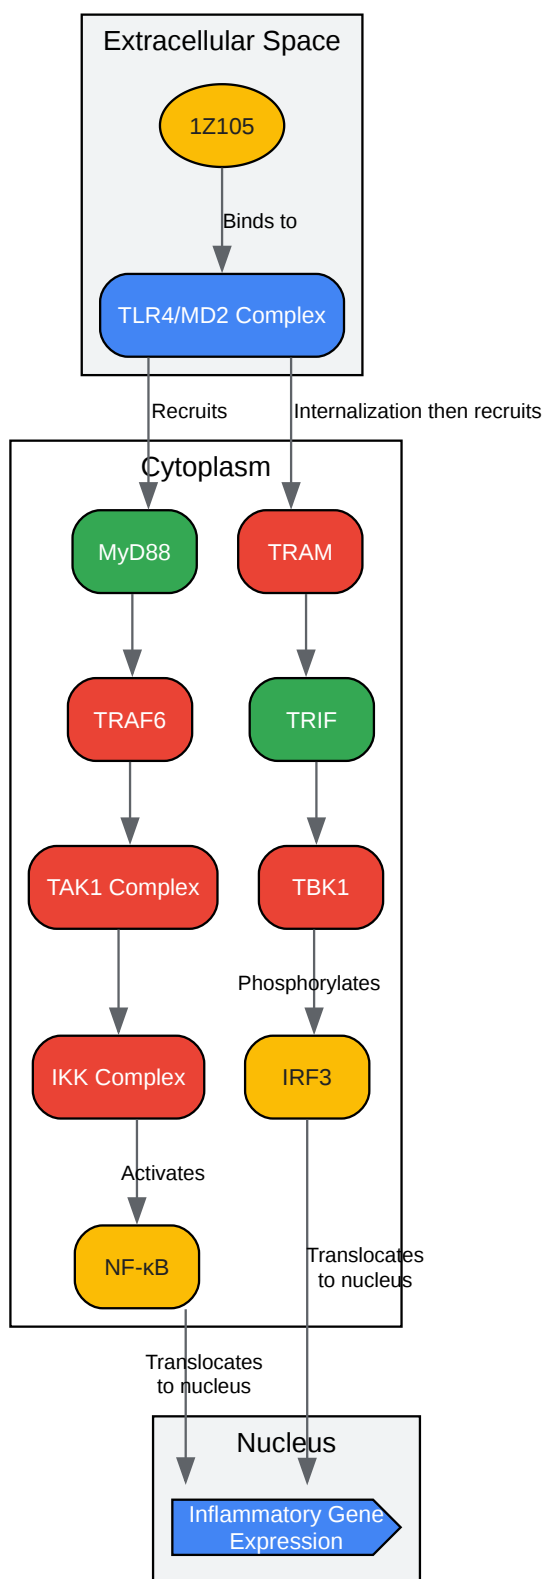 Extracellular Space
1Z105
Binds to
TLR4/MD2 Complex
Recruits
Internalization then recruits
Cytoplasm
MyD88
TRAM
TRAF6
TRIF
TAK1 Complex
TBK1
Phosphorylates
IKK Complex
IRF3
Activates
NF-κB
Translocates
to nucleus
Translocates
to nucleus
Nucleus
Inflammatory Gene
Expression